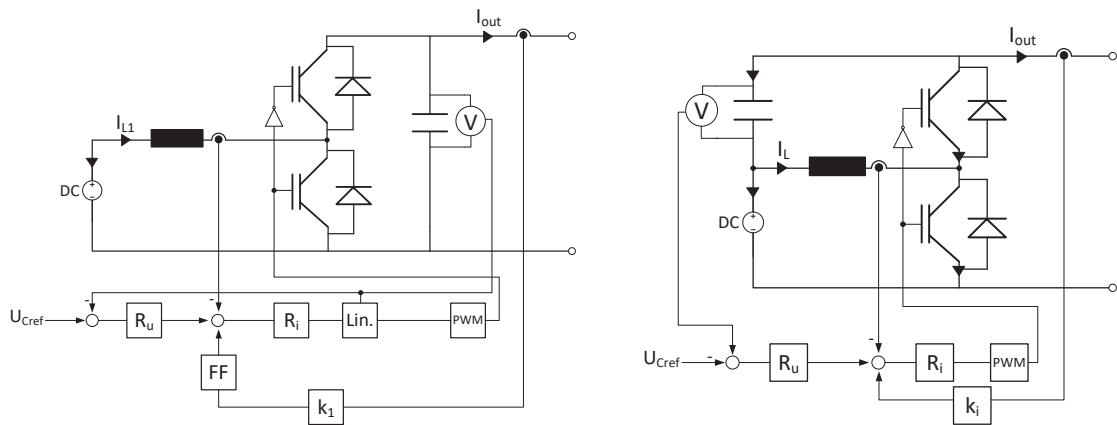 I_out
I_L1
V
DC
-
-
U_Cref
R_u
R_i
Lin.
PWM
FF
k_1
I_out
V
I_L
DC
-
-
U_Cref
R_u
R_i
PWM
k_i